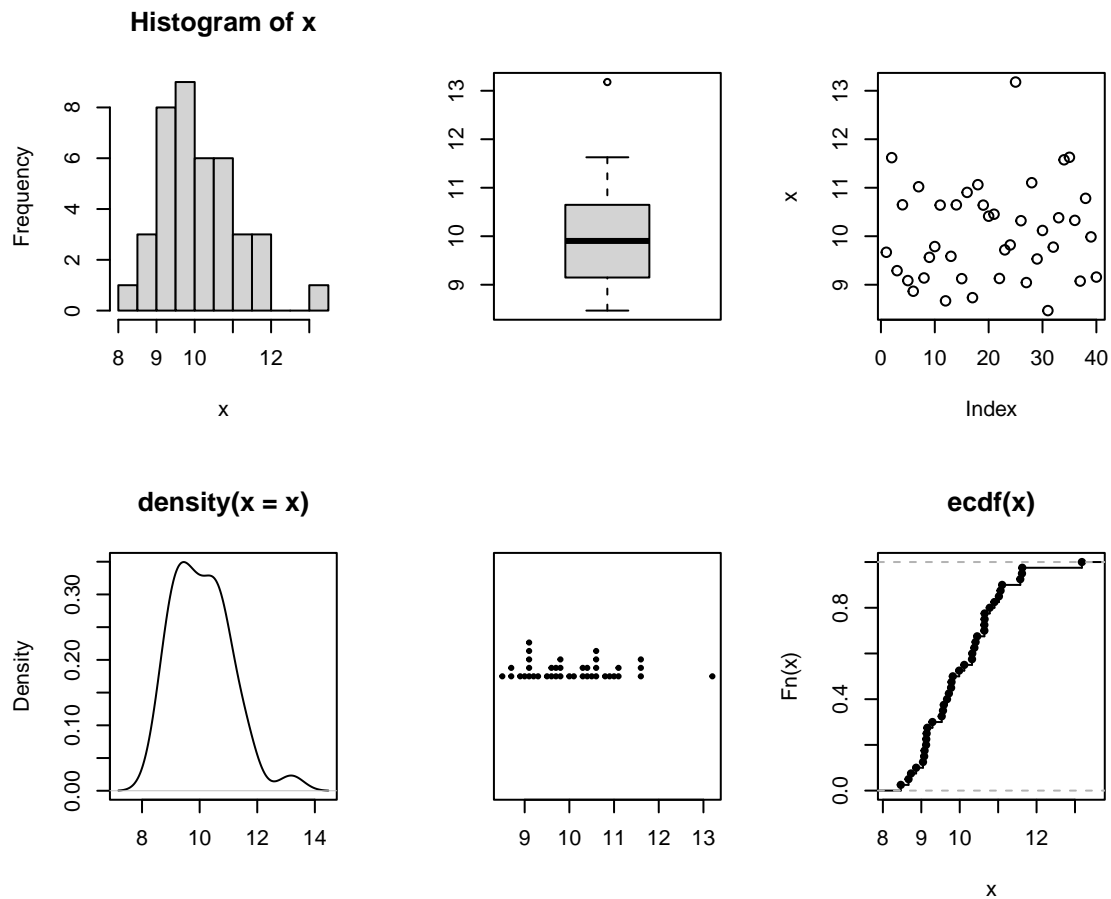 Histogram of x
Frequency
0 2 4 6 8
8 9 10 12
x
9 10 11 12 13
x
9 10 11 12 13
0 10 20 30 40
Index
density(x = x)
Density
0.00 0.10 0.20 0.30
8 10 12 14
9 10 11 12 13
ecdf(x)
Fn(x)
0.0 0.4 0.8
8 9 10 12
x